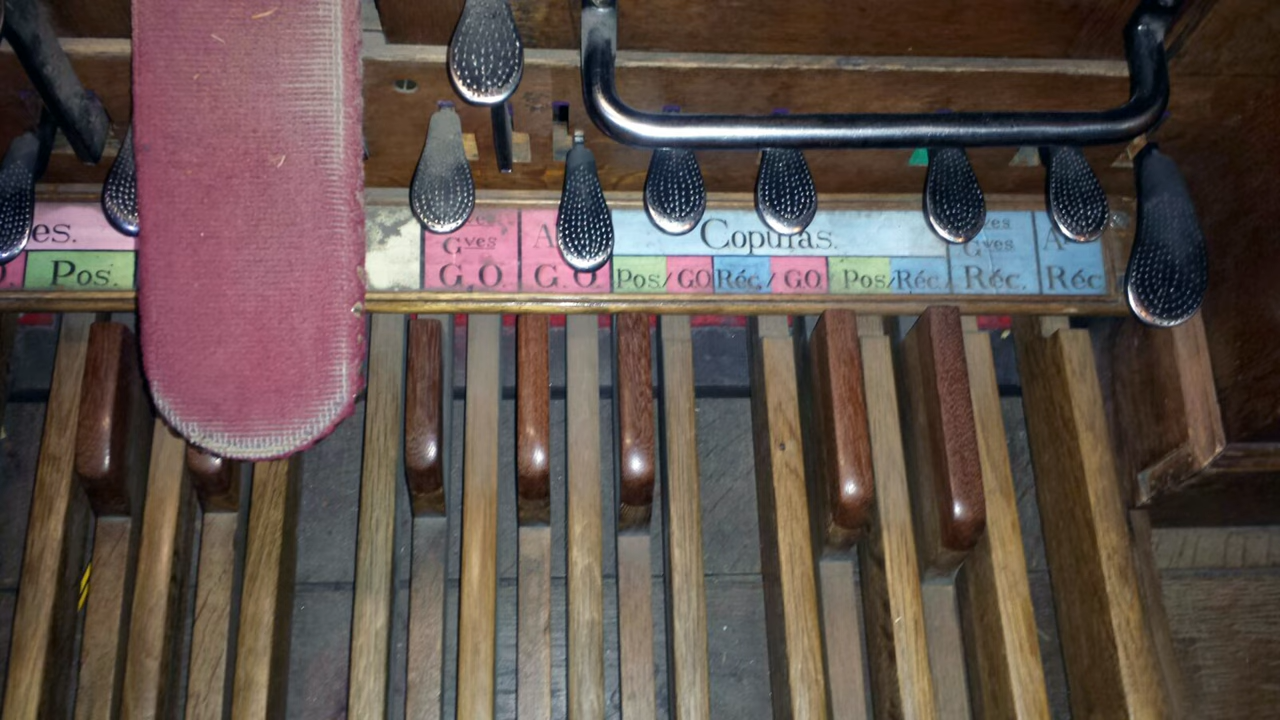 es.
Pos.
Gves
G.O.
A
G.O.
Copulas.
Pos/GO
Réc/GO
Pos/Réc
Gves
Réc.
A
Réc